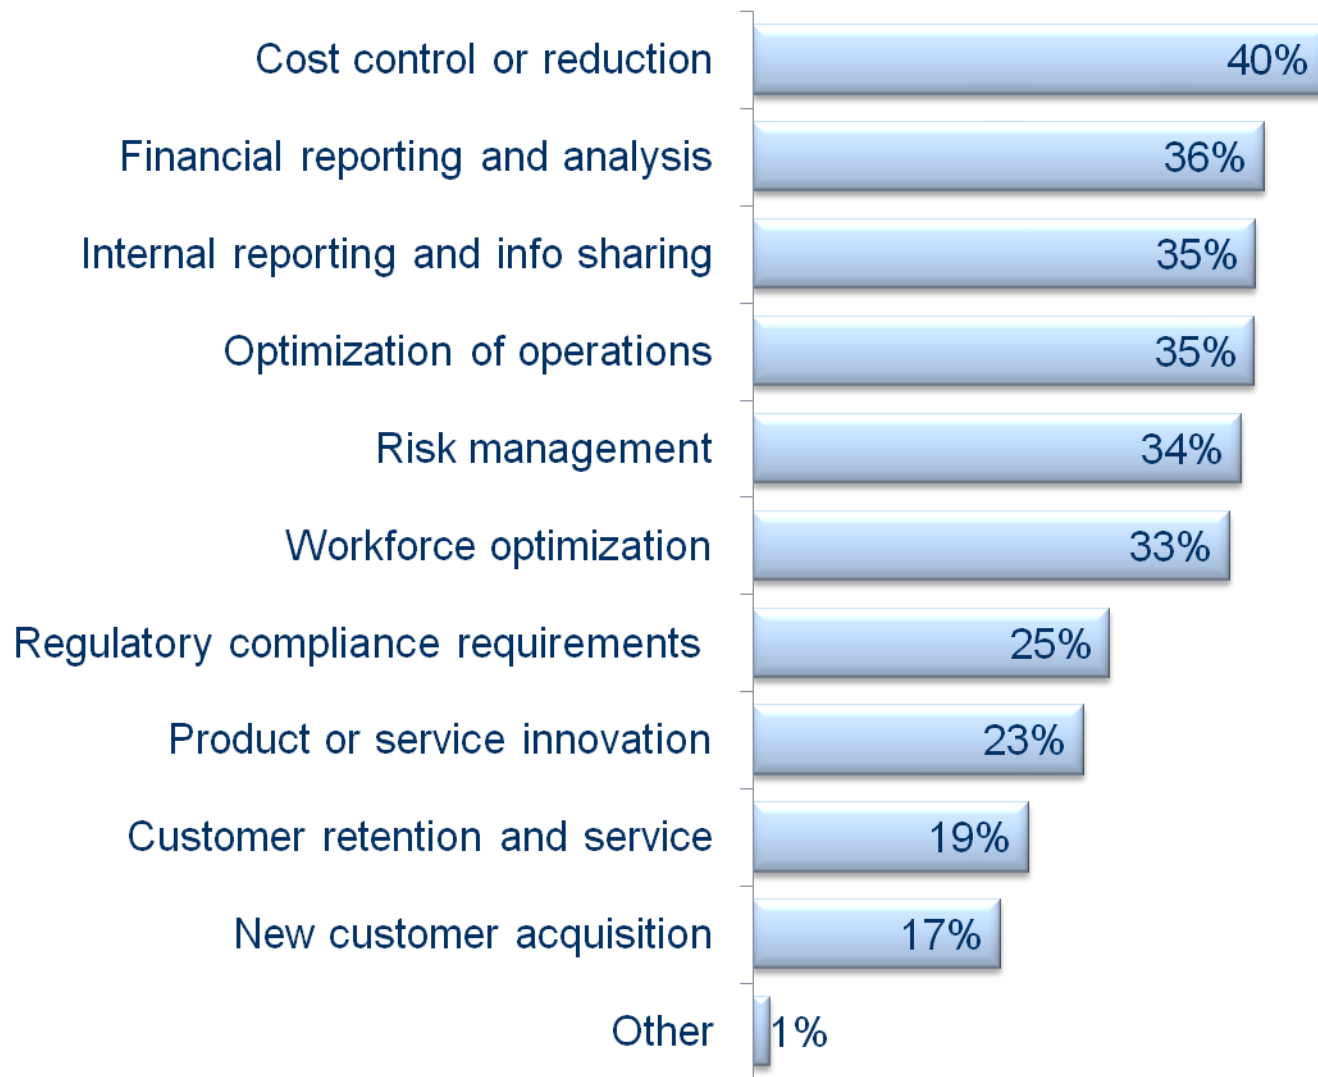 Cost control or reduction 40%
Financial reporting and analysis 36%
Internal reporting and info sharing 35%
Optimization of operations 35%
Risk management 34%
Workforce optimization 33%
Regulatory compliance requirements 25%
Product or service innovation 23%
Customer retention and service 19%
New customer acquisition 17%
Other 1%